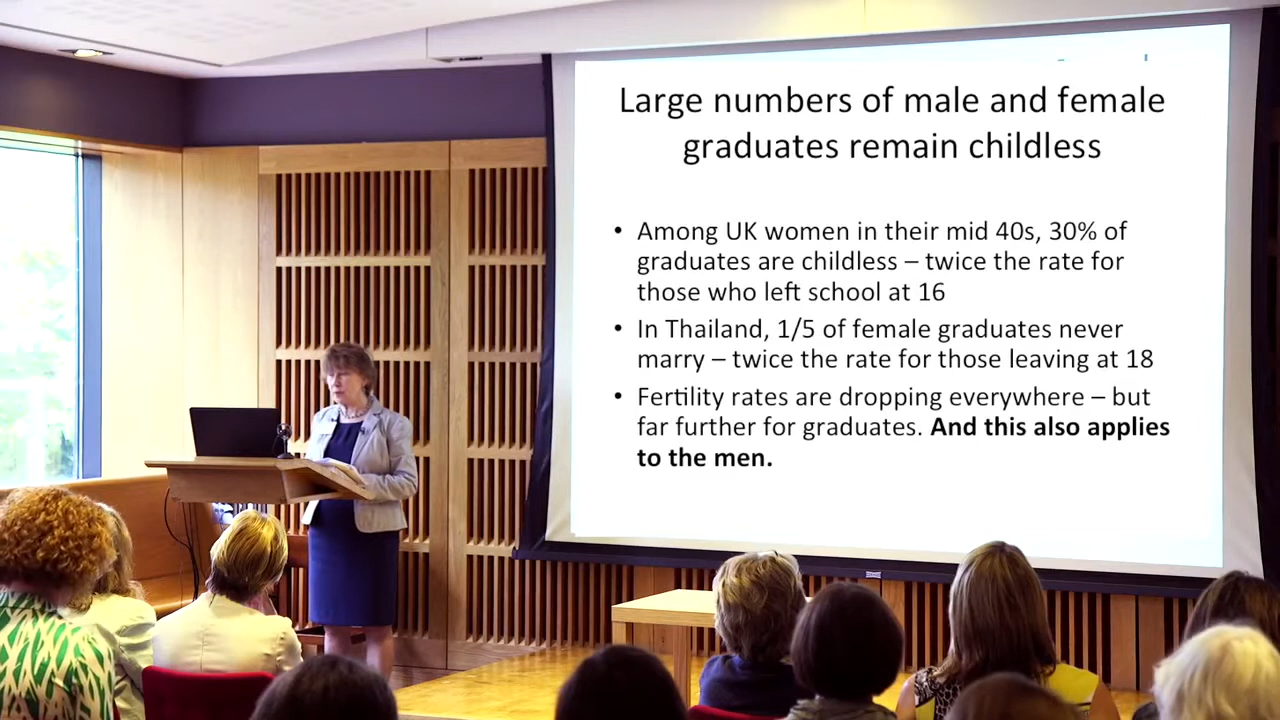 Large numbers of male and female
graduates remain childless
• Among UK women in their mid 40s, 30% of
graduates are childless – twice the rate for
those who left school at 16
• In Thailand, 1/5 of female graduates never
marry – twice the rate for those leaving at 18
• Fertility rates are dropping everywhere – but
far further for graduates. And this also applies
to the men.